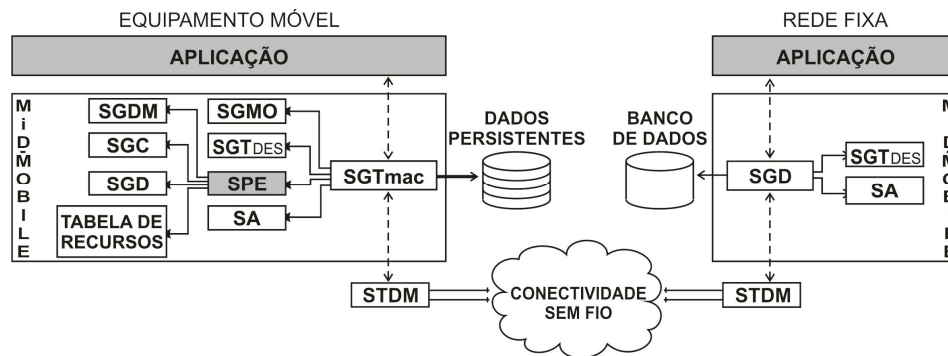 EQUIPAMENTO MÓVEL
REDE FIXA
APLICAÇÃO
APLICAÇÃO
MiDMOBILE
SGDM
SGC
SGD
TABELA DE
RECURSOS
SGMO
SGTDES
SPE
SA
SGTmac
DADOS
PERSISTENTES
BANCO
DE DADOS
SGD
SGTDES
SA
STDM
CONECTIVIDADE
SEM FIO
STDM